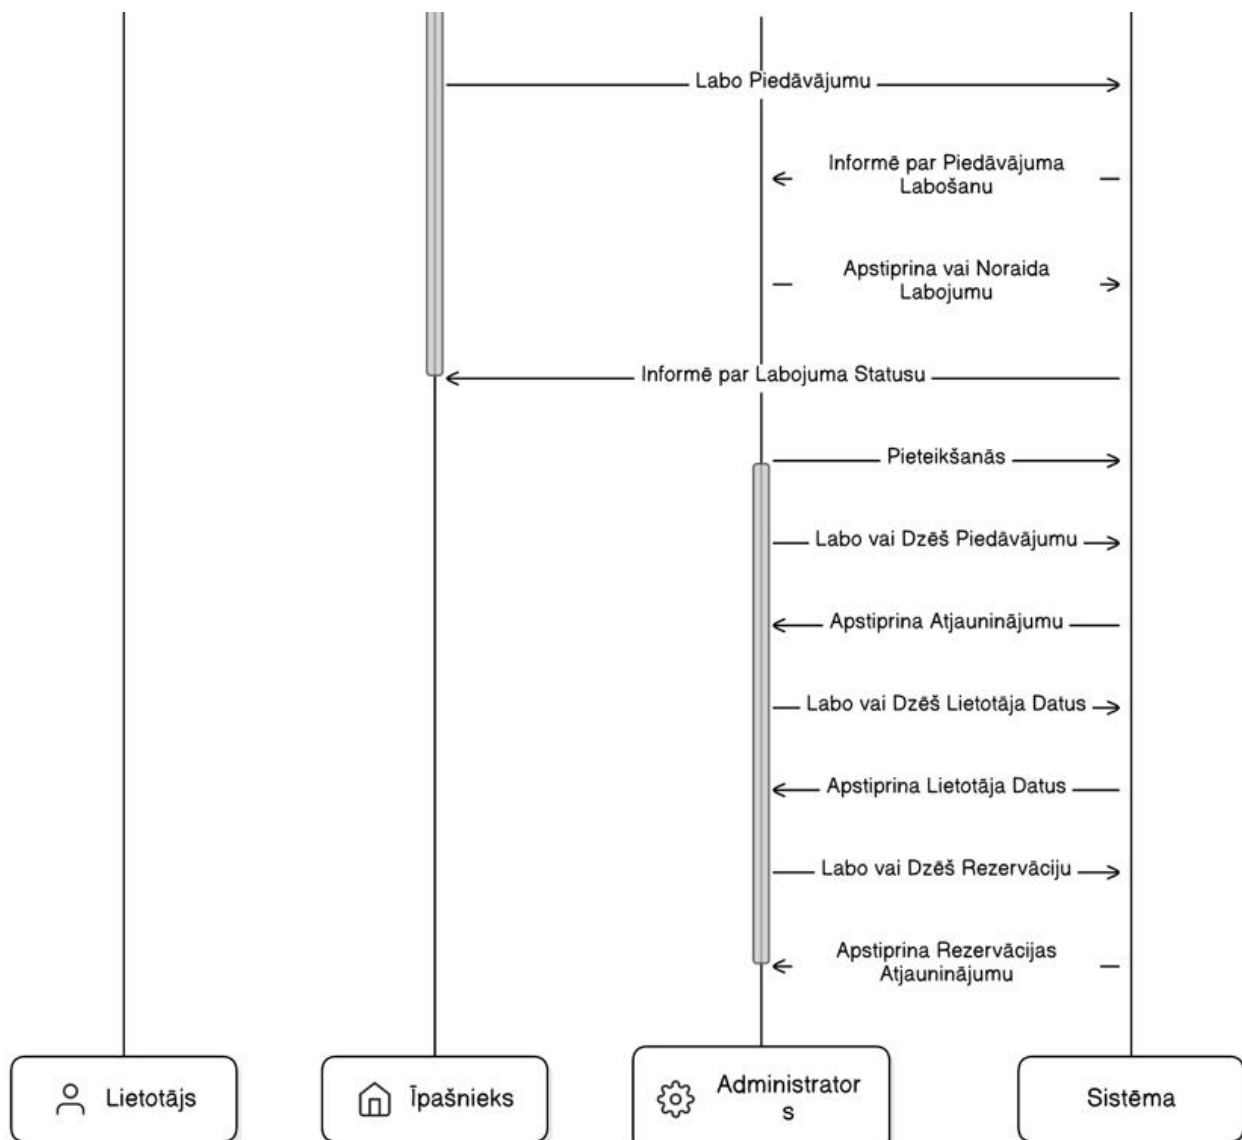 Labo Piedāvājumu
Informē par Piedāvājuma
Labošanu
Apstiprina vai Noraida
Labojumu
Informē par Labojuma Statusu
Pieteikšanās
Labo vai Dzēš Piedāvājumu
Apstiprina Atjauninājumu
Labo vai Dzēš Lietotāja Datus
Apstiprina Lietotāja Datus
Labo vai Dzēš Rezervāciju
Apstiprina Rezervācijas
Atjauninājumu
Lietotājs
Īpašnieks
Administrator
s
Sistēma